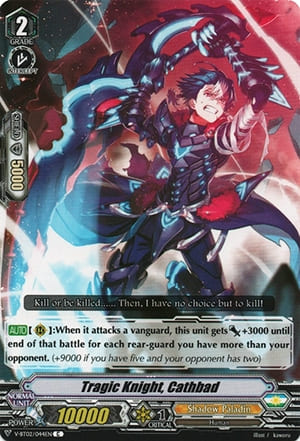 2
GRADE
INTERCEPT
SHIELD
5000
Kill or be killed...... Then, I have no choice but to kill!
AUTO [R]:When it attacks a vanguard, this unit gets +3000 until
end of that battle for each rear-guard you have more than your
opponent. (+9000 if you have five and your opponent has two)
Tragic Knight, Cathbad
NORMAL
UNIT
POWER
10000
1
CRITICAL
Shadow Paladin
Human
V-BT02/044EN C
illust /